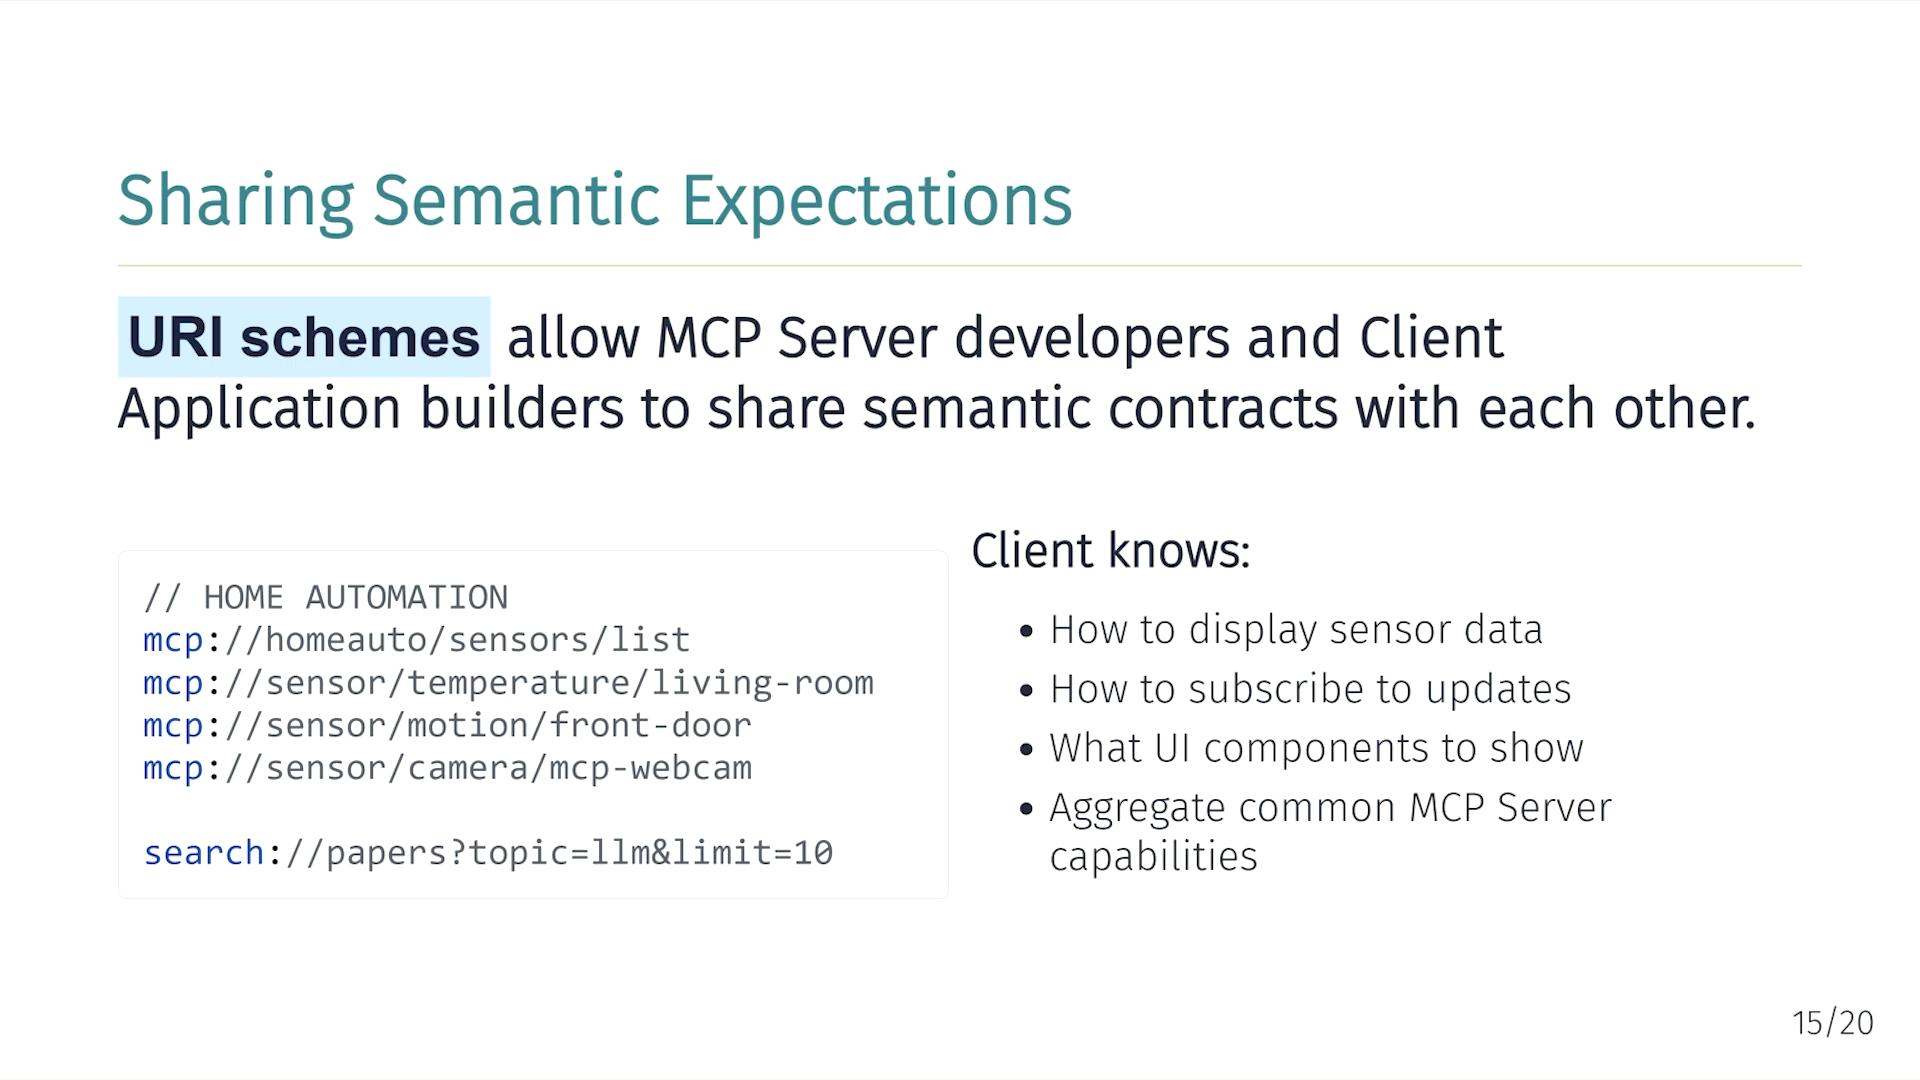 Sharing Semantic Expectations
URI schemes allow MCP Server developers and Client
Application builders to share semantic contracts with each other.
// HOME AUTOMATION
mcp://homeauto/sensors/list
mcp://sensor/temperature/living-room
mcp://sensor/motion/front-door
mcp://sensor/camera/mcp-webcam
search://papers?topic=llm&limit=10
Client knows:
• How to display sensor data
• How to subscribe to updates
• What UI components to show
• Aggregate common MCP Server
capabilities
15/20